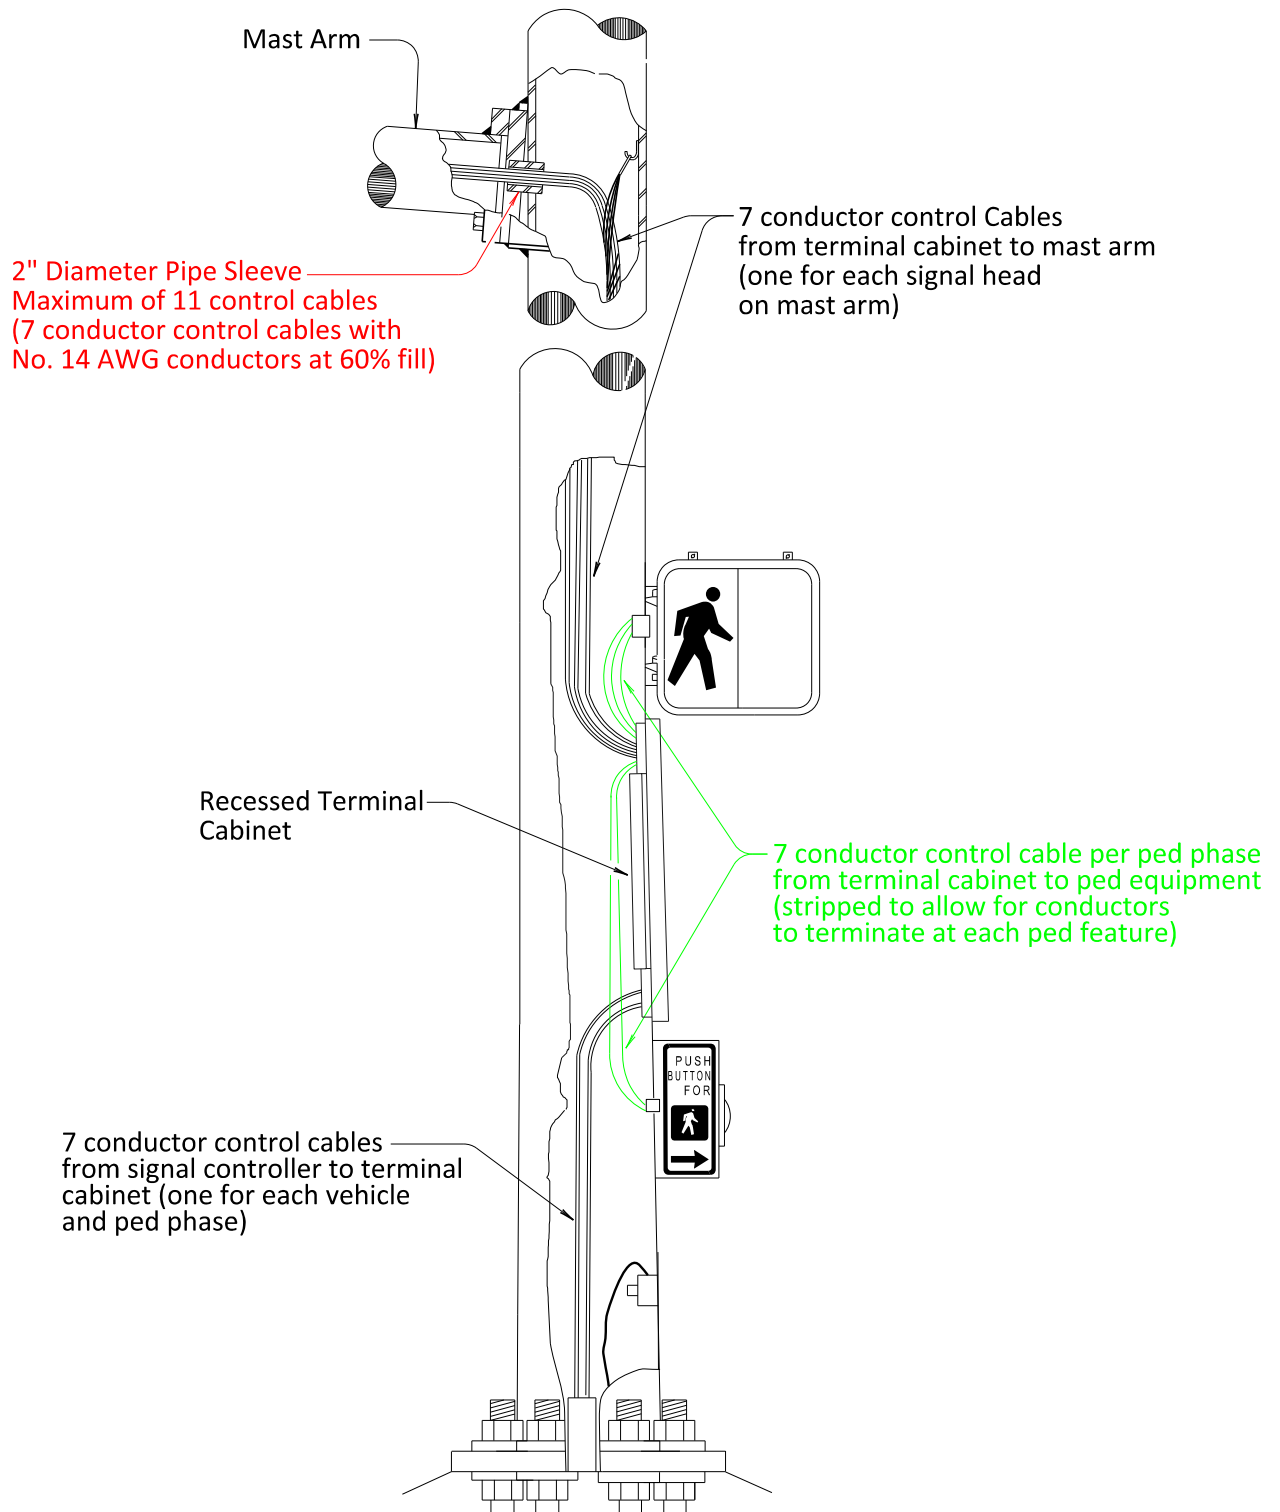 Mast Arm
7 conductor control Cables
from terminal cabinet to mast arm
(one for each signal head
on mast arm)
2" Diameter Pipe Sleeve
Maximum of 11 control cables
(7 conductor control cables with
No. 14 AWG conductors at 60% fill)
Recessed Terminal
Cabinet
7 conductor control cable per ped phase
from terminal cabinet to ped equipment
(stripped to allow for conductors
to terminate at each ped feature)
PUSH
BUTTON
FOR
7 conductor control cables
from signal controller to terminal
cabinet (one for each vehicle
and ped phase)